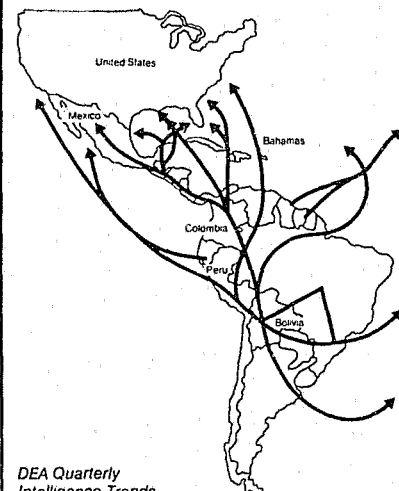 United States
Mexico
Bahamas
Colombia
Peru
Bolivia
DEA Quarterly
Intelligence Trends